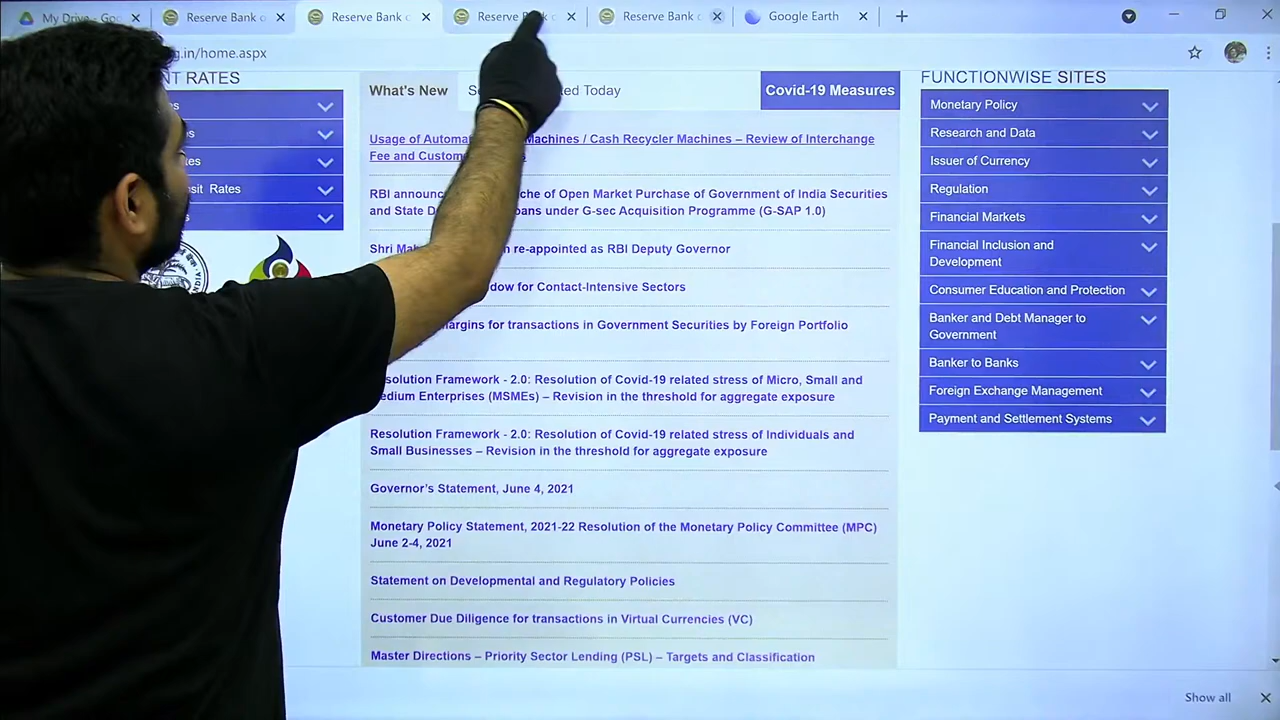 My Drive - Goo
Reserve Bank o
Reserve Bank o
Reserve
Reserve Bank o
Google Earth
g.in/home.aspx
NT RATES
What's New
Today
Covid-19 Measures
FUNCTIONWISE SITES
Rates
Usage of Automa Machines / Cash Recycler Machines – Review of Interchange
Fee and Custom
RBI announc che of Open Market Purchase of Government of India Securities
and State D oans under G-sec Acquisition Programme (G-SAP 1.0)
Shri Mah re-appointed as RBI Deputy Governor
dow for Contact-Intensive Sectors
argins for transactions in Government Securities by Foreign Portfolio
solution Framework - 2.0: Resolution of Covid-19 related stress of Micro, Small and
edium Enterprises (MSMEs) – Revision in the threshold for aggregate exposure
Resolution Framework - 2.0: Resolution of Covid-19 related stress of Individuals and
Small Businesses – Revision in the threshold for aggregate exposure
Governor's Statement, June 4, 2021
Monetary Policy Statement, 2021-22 Resolution of the Monetary Policy Committee (MPC)
June 2-4, 2021
Statement on Developmental and Regulatory Policies
Customer Due Diligence for transactions in Virtual Currencies (VC)
Master Directions – Priority Sector Lending (PSL) – Targets and Classification
Monetary Policy
Research and Data
Issuer of Currency
Regulation
Financial Markets
Financial Inclusion and
Development
Consumer Education and Protection
Banker and Debt Manager to
Government
Banker to Banks
Foreign Exchange Management
Payment and Settlement Systems
Show all